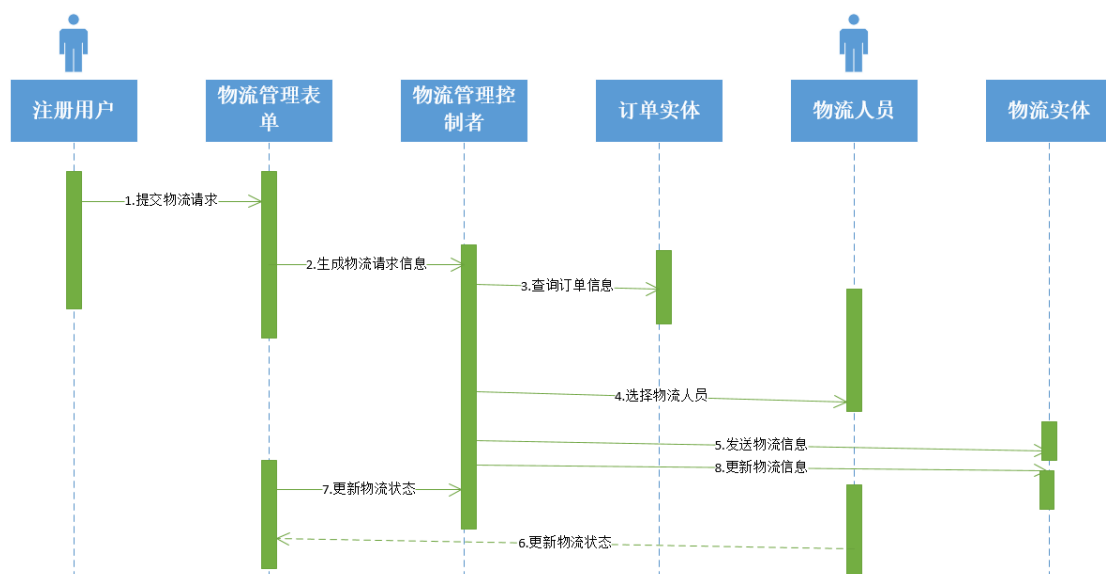 注册用户
物流管理表
单
物流管理控
制者
订单实体
物流人员
物流实体
1.提交物流请求
2.生成物流请求信息
3.查询订单信息
4.选择物流人员
5.发送物流信息
8.更新物流信息
7.更新物流状态
6.更新物流状态